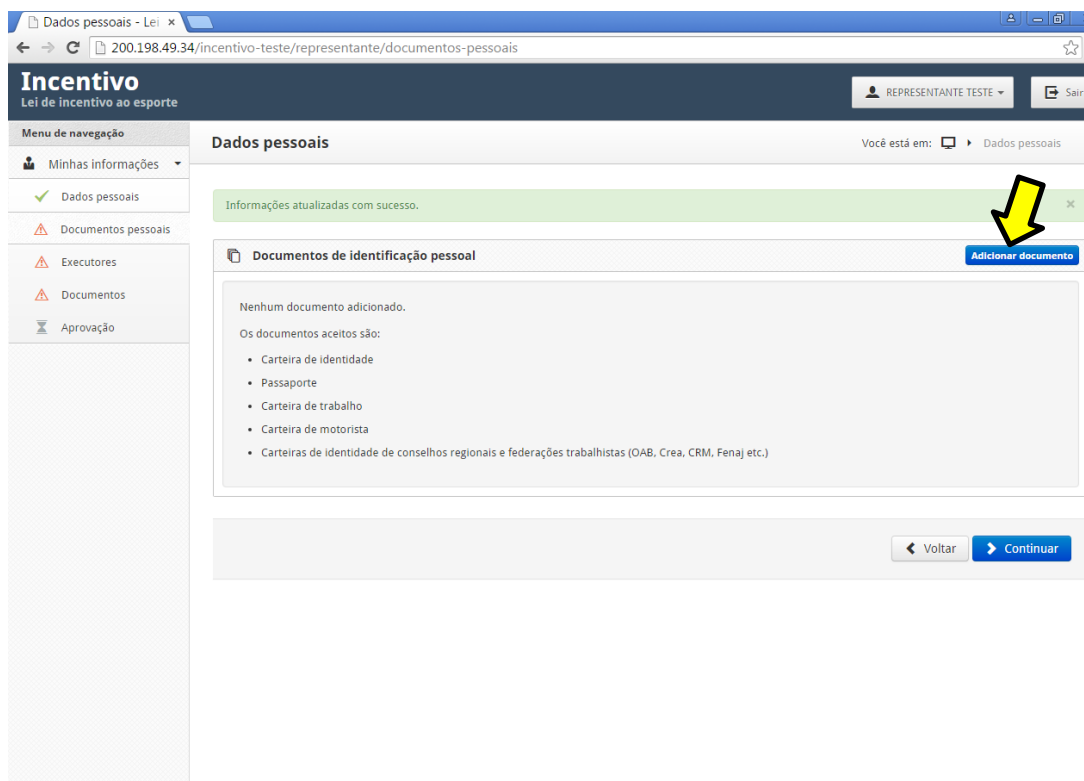 Dados pessoais - Lei
200.198.49.34/incentivo-teste/representante/documentos-pessoais
Incentivo
Lei de incentivo ao esporte
REPRESENTANTE TESTE
Sair
Menu de navegação
Minhas informações
Dados pessoais
Documentos pessoais
Executores
Documentos
Aprovação
Dados pessoais
Você está em: Dados pessoais
Informações atualizadas com sucesso.
Documentos de identificação pessoal
Adicionar documento
Nenhum documento adicionado.
Os documentos aceitos são:
• Carteira de identidade
• Passaporte
• Carteira de trabalho
• Carteira de motorista
• Carteiras de identidade de conselhos regionais e federações trabalhistas (OAB, Crea, CRM, Fenaj etc.)
Voltar
Continuar